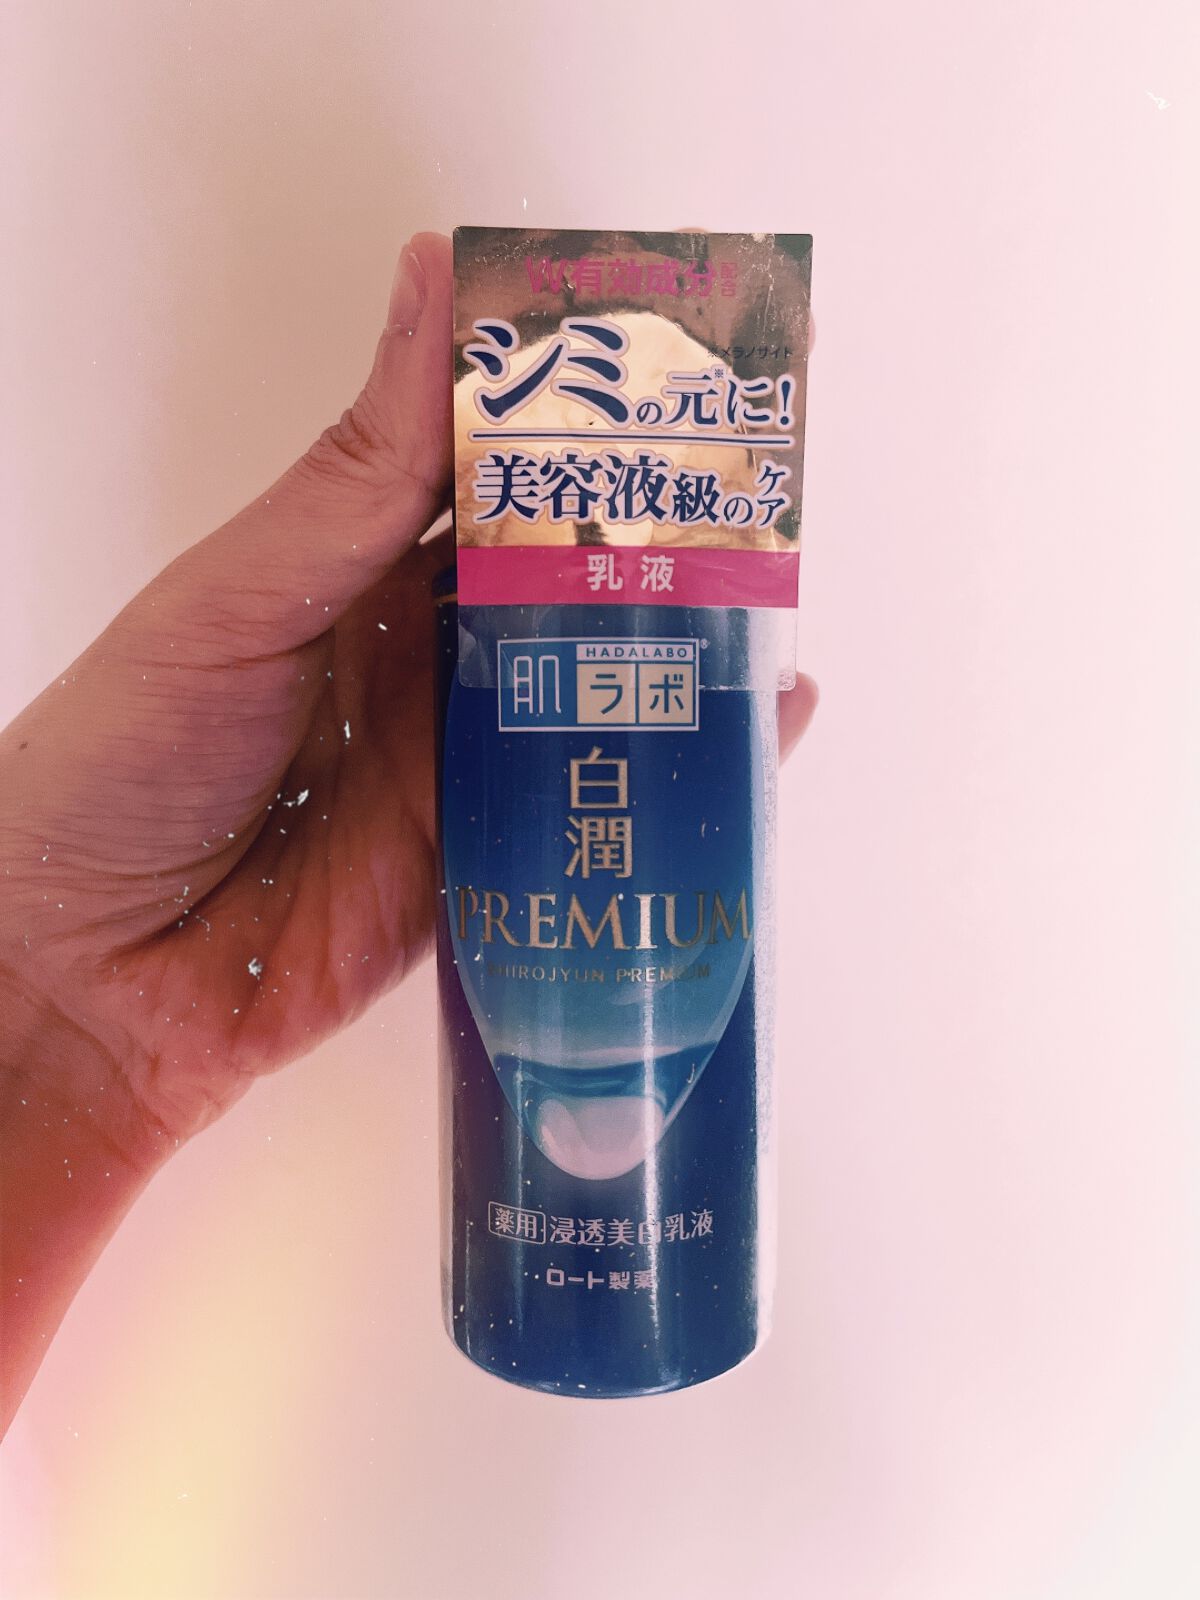 W有効成分配合
※メラノサイト
シミの元※に!
美容液級のケア
乳液
HADALABO®
肌ラボ
白潤
PREMIUM
SHIROJYUN PREMIUM
薬用 浸透美白乳液
ロート製薬